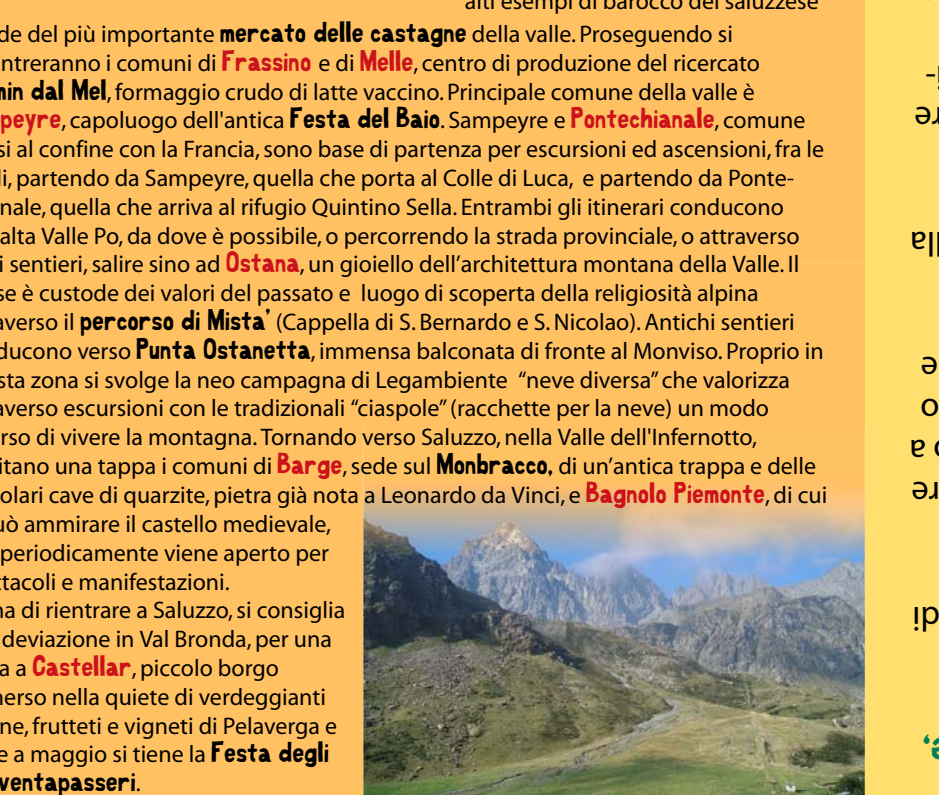 alti esempi di barocco del saluzzese
de del più importante mercato delle castagne della valle. Proseguendo si
ntreranno i comuni di Frassino e di Melle, centro di produzione del ricercato
min dal Mel, formaggio crudo di latte vaccino. Principale comune della valle è
peyre, capoluogo dell'antica Festa del Baio. Sampeyre e Pontechianale, comune
si al confine con la Francia, sono base di partenza per escursioni ed ascensioni, fra le
li, partendo da Sampeyre, quella che porta al Colle di Luca, e partendo da Ponte-
nale, quella che arriva al rifugio Quintino Sella. Entrambi gli itinerari conducono
alta Valle Po, da dove è possibile, o percorrendo la strada provinciale, o attraverso
i sentieri, salire sino ad Ostana, un gioiello dell’architettura montana della Valle. Il
se è custode dei valori del passato e luogo di scoperta della religiosità alpina
averso il percorso di Mista’ (Cappella di S. Bernardo e S. Nicolao). Antichi sentieri
ducono verso Punta Ostanetta, immensa balconata di fronte al Monviso. Proprio in
sta zona si svolge la neo campagna di Legambiente “neve diversa” che valorizza
averso escursioni con le tradizionali “ciaspole” (racchette per la neve) un modo
rso di vivere la montagna. Tornando verso Saluzzo, nella Valle dell'Infernotto,
itano una tappa i comuni di Barge, sede sul Monbracco, di un’antica trappa e delle
olari cave di quarzite, pietra già nota a Leonardo da Vinci, e Bagnolo Piemonte, di cui
uò ammirare il castello medievale,
periodicamente viene aperto per
ttacoli e manifestazioni.
na di rientrare a Saluzzo, si consiglia
deviazione in Val Bronda, per una
a a Castellar, piccolo borgo
nerso nella quiete di verdeggianti
ne, frutteti e vigneti di Pelaverga e
e a maggio si tiene la Festa degli
ventapasseri.